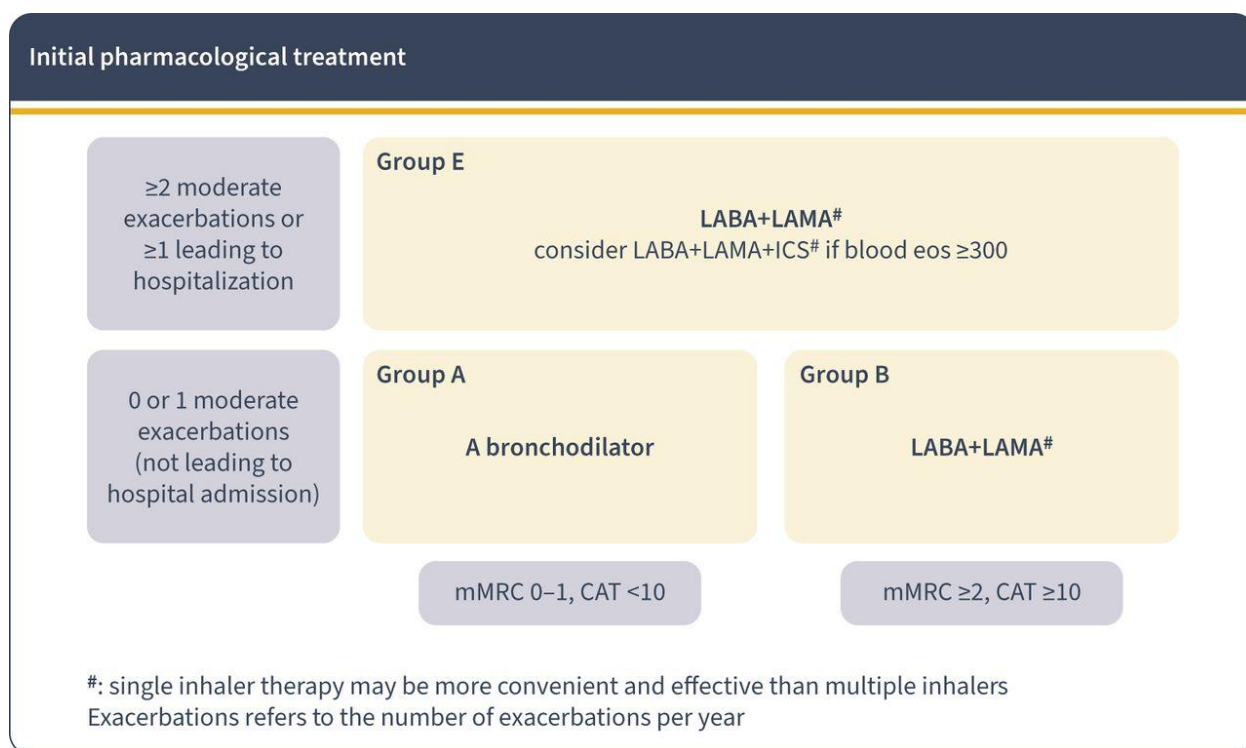 Initial pharmacological treatment
≥2 moderate
exacerbations or
≥1 leading to
hospitalization
Group E
LABA+LAMA#
consider LABA+LAMA+ICS# if blood eos ≥300
0 or 1 moderate
exacerbations
(not leading to
hospital admission)
Group A
A bronchodilator
Group B
LABA+LAMA#
mMRC 0–1, CAT <10
mMRC ≥2, CAT ≥10
#: single inhaler therapy may be more convenient and effective than multiple inhalers
Exacerbations refers to the number of exacerbations per year